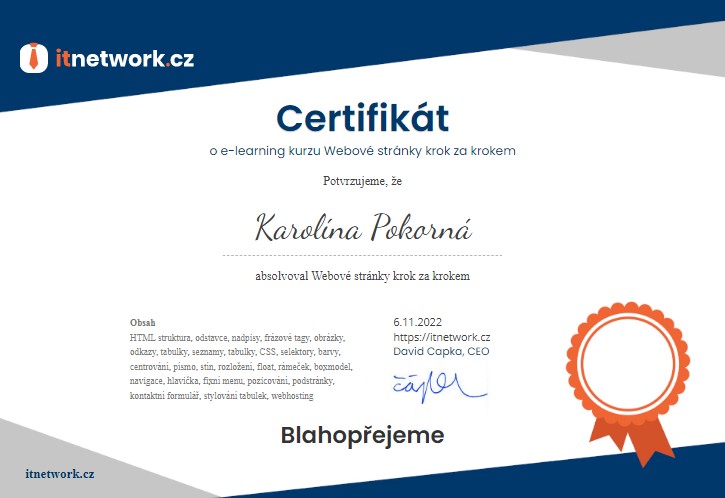 itnetwork.cz
Certifikát
o e-learning kurzu Webové stránky krok za krokem
Potvrzujeme, že
Karolína Pokorná
absolvoval Webové stránky krok za krokem
Obsah
HTML struktura, odstavce, nadpisy, frázové tagy, obrázky,
odkazy, tabulky, seznamy, tabulky, CSS, selektory, barvy,
centrování, písmo, stín, rozložení, float, rámeček, boxmodel,
navigace, hlavička, fixní menu, pozicování, podstránky,
kontaktní formulář, stylování tabulek, webhosting
6.11.2022
https://itnetwork.cz
David Capka, CEO
čápka
Blahopřejeme
itnetwork.cz